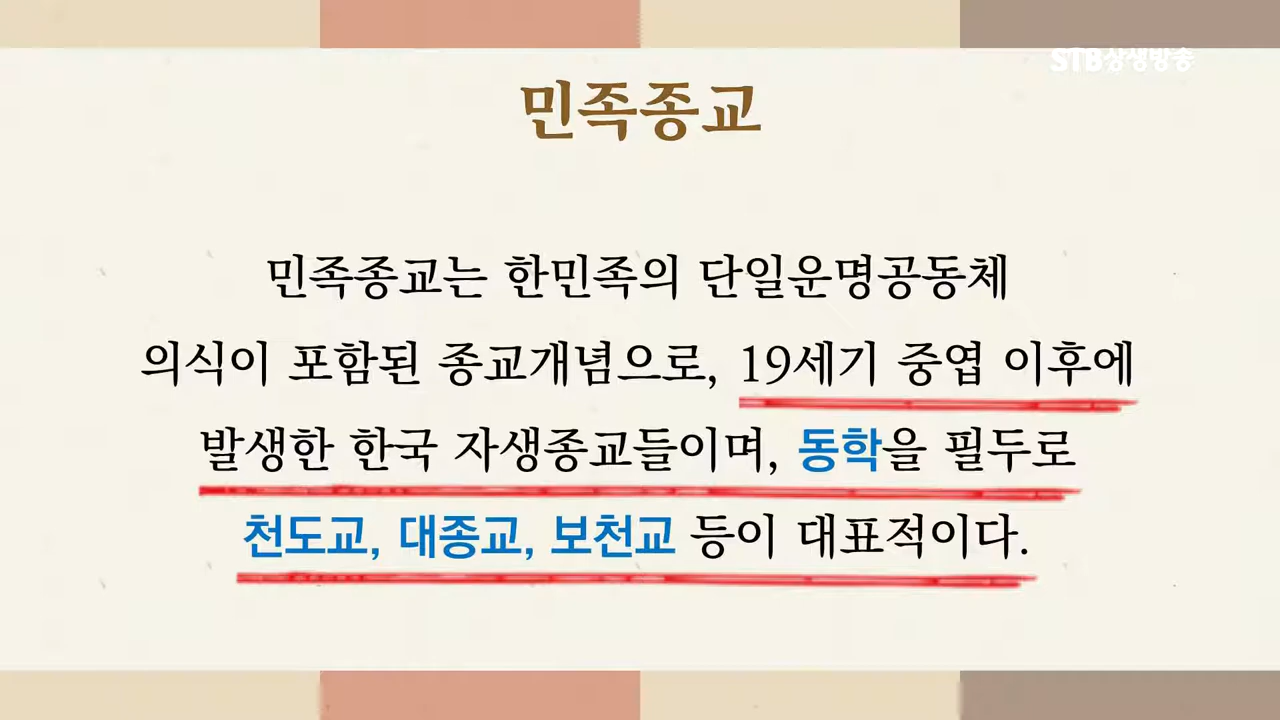 STB상생방송
민족종교
민족종교는 한민족의 단일운명공동체
의식이 포함된 종교개념으로, 19세기 중엽 이후에
발생한 한국 자생종교들이며, 동학을 필두로
천도교, 대종교, 보천교 등이 대표적이다.